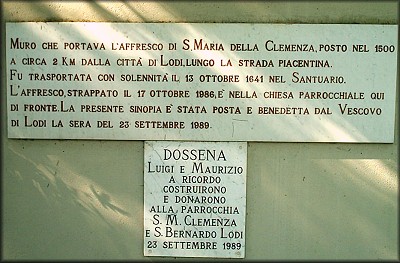 MURO CHE PORTAVA L'AFFRESCO DI S. MARIA DELLA CLEMENZA, POSTO NEL 1500
A CIRCA 2 KM DALLA CITTÀ DI LODI, LUNGO LA STRADA PIACENTINA.
FU TRASPORTATA CON SOLENNITÀ IL 13 OTTOBRE 1641 NEL SANTUARIO.
L'AFFRESCO, STRAPPATO IL 17 OTTOBRE 1986, È NELLA CHIESA PARROCCHIALE QUI
DI FRONTE. LA PRESENTE SINOPIA È STATA POSTA E BENEDETTA DAL VESCOVO
DI LODI LA SERA DEL 23 SETTEMBRE 1989.
DOSSENA
LUIGI E MAURIZIO
A RICORDO
COSTRUIRONO
E DONARONO
ALLA PARROCCHIA
S. M. CLEMENZA
E S. BERNARDO LODI
23 SETTEMBRE 1989